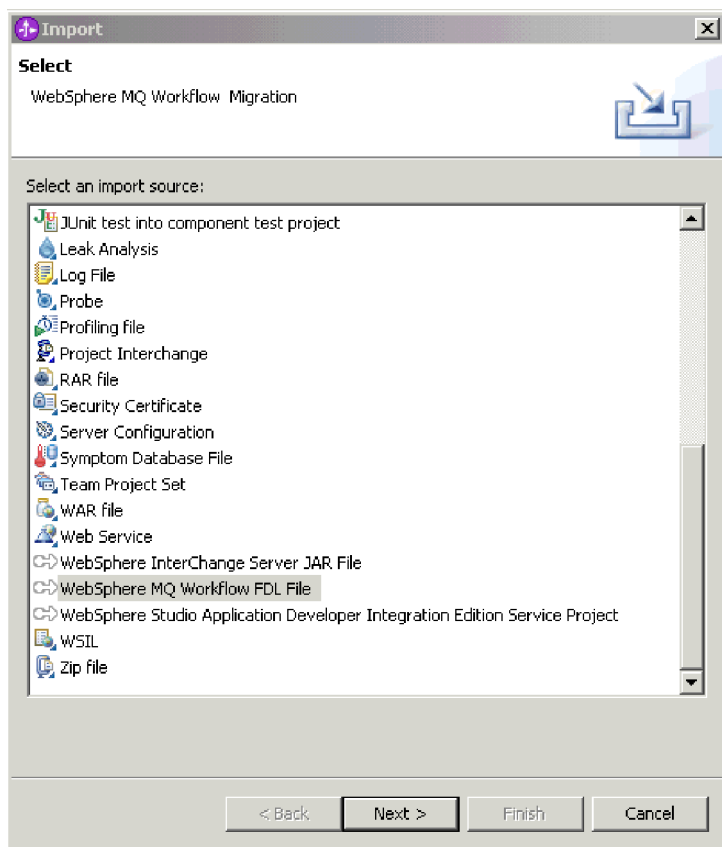 Import
Select
WebSphere MQ Workflow Migration
Select an import source:
JUnit test into component test project
Leak Analysis
Log File
Probe
Profiling file
Project Interchange
RAR file
Security Certificate
Server Configuration
Symptom Database File
Team Project Set
WAR file
Web Service
WebSphere InterChange Server JAR File
WebSphere MQ Workflow FDL File
WebSphere Studio Application Developer Integration Edition Service Project
WSIL
Zip file
< Back Next > Finish Cancel